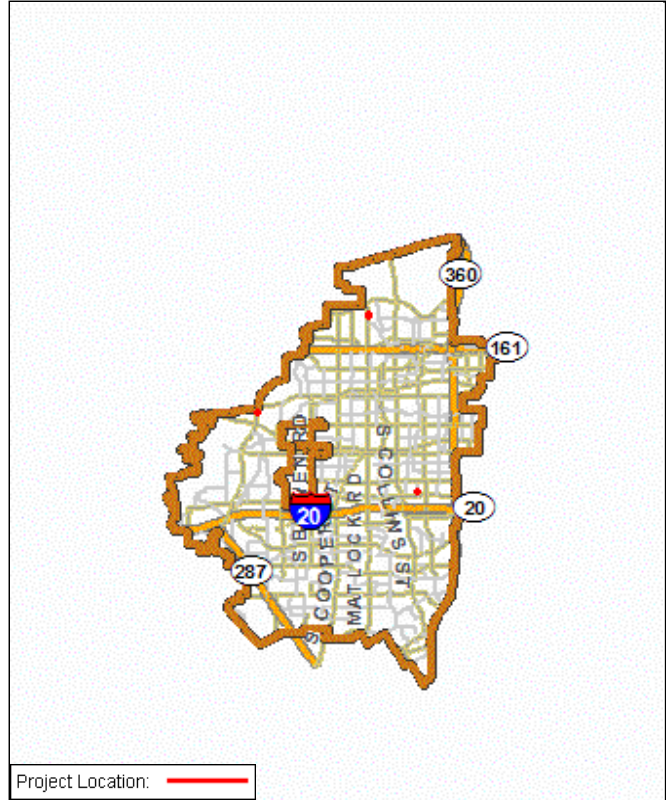 360
161
S BOWEN RD
S COOPER ST
MATLOCK RD
S COLLINS ST
20
20
287
Project Location: